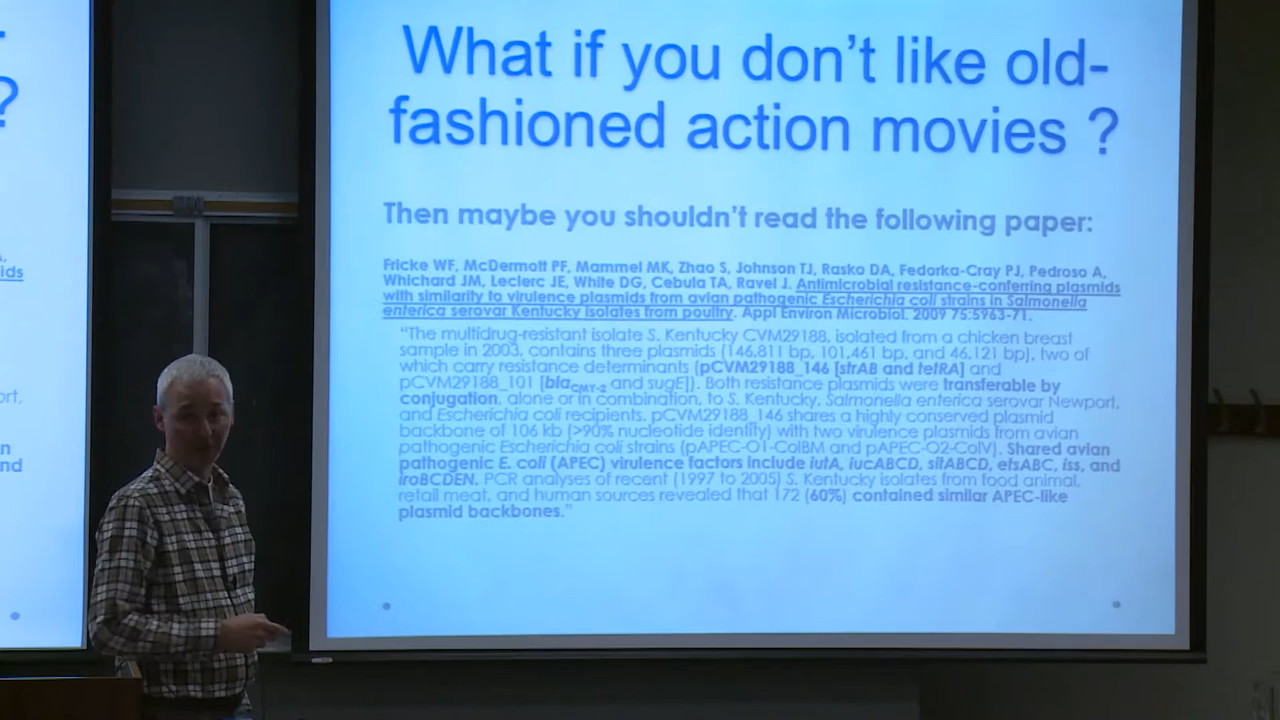 -
?
What if you don't like old-
fashioned action movies ?
Then maybe you shouldn't read the following paper:
Fricke WF, McDermott PF, Mammel MK, Zhao S, Johnson TJ, Rasko DA, Fedorka-Cray PJ, Pedroso A,
Whichard JM, Leclerc JE, White DG, Cebula TA, Ravel J. Antimicrobial resistance-conferring plasmids
with similarity to virulence plasmids from avian pathogenic Escherichia coli strains in Salmonella
enterica serovar Kentucky isolates from poultry. Appl Environ Microbiol. 2009 75:5963-71.
"The multidrug-resistant isolate S. Kentucky CVM29188, isolated from a chicken breast
sample in 2003, contains three plasmids (146,811 bp, 101,461 bp, and 46,121 bp), two of
which carry resistance determinants (pCVM29188_146 [strAB and tetRA] and
pCVM29188_101 [blaCMY-2 and sugE]). Both resistance plasmids were transferable by
conjugation, alone or in combination, to S. Kentucky, Salmonella enterica serovar Newport,
and Escherichia coli recipients. pCVM29188_146 shares a highly conserved plasmid
backbone of 106 kb (>90% nucleotide identity) with two virulence plasmids from avian
pathogenic Escherichia coli strains (pAPEC-O1-ColBM and pAPEC-O2-ColV). Shared avian
pathogenic E. coli (APEC) virulence factors include iutA, iucABCD, sitABCD, etsABC, iss, and
iroBCDEN. PCR analyses of recent (1997 to 2005) S. Kentucky isolates from food animal,
retail meat, and human sources revealed that 172 (60%) contained similar APEC-like
plasmid backbones."